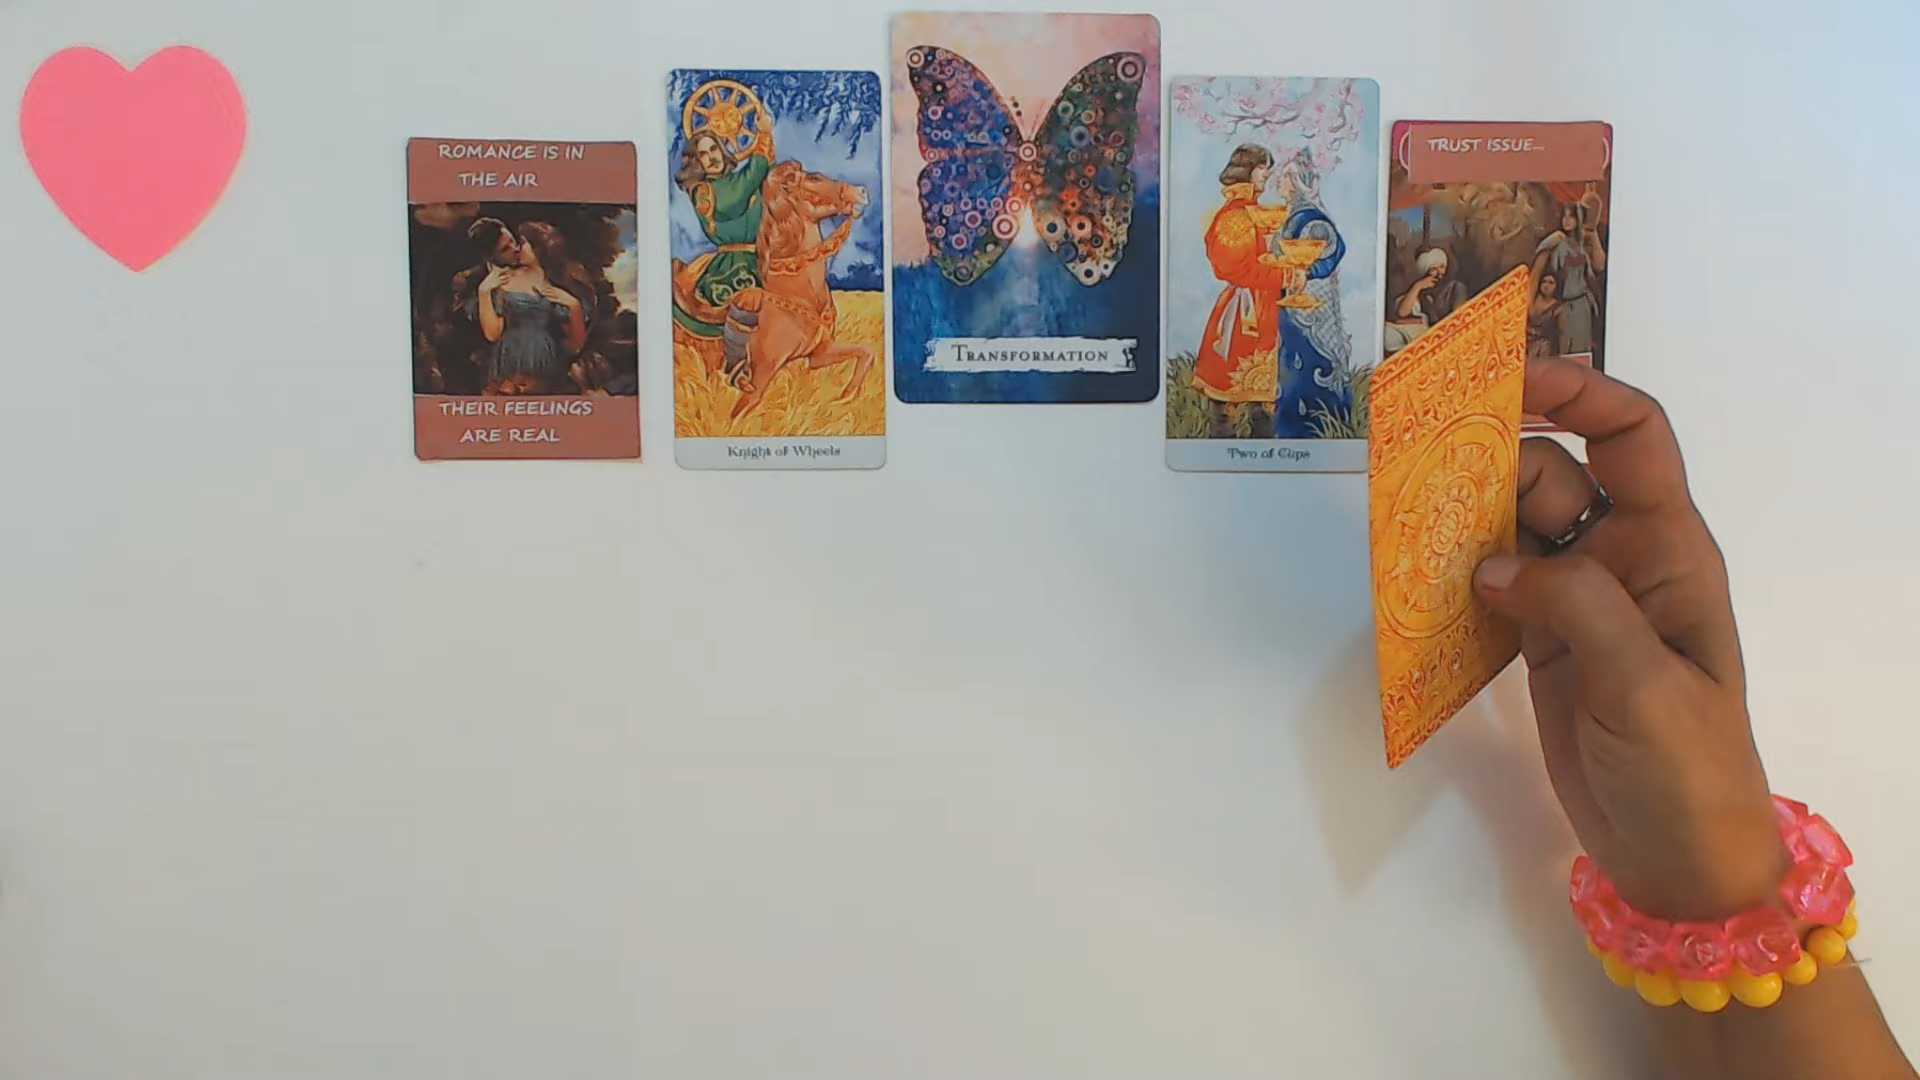 ROMANCE IS IN
THE AIR
THEIR FEELINGS
ARE REAL
Knight of Wheels
TRANSFORMATION
Two of Cups
TRUST ISSUE...